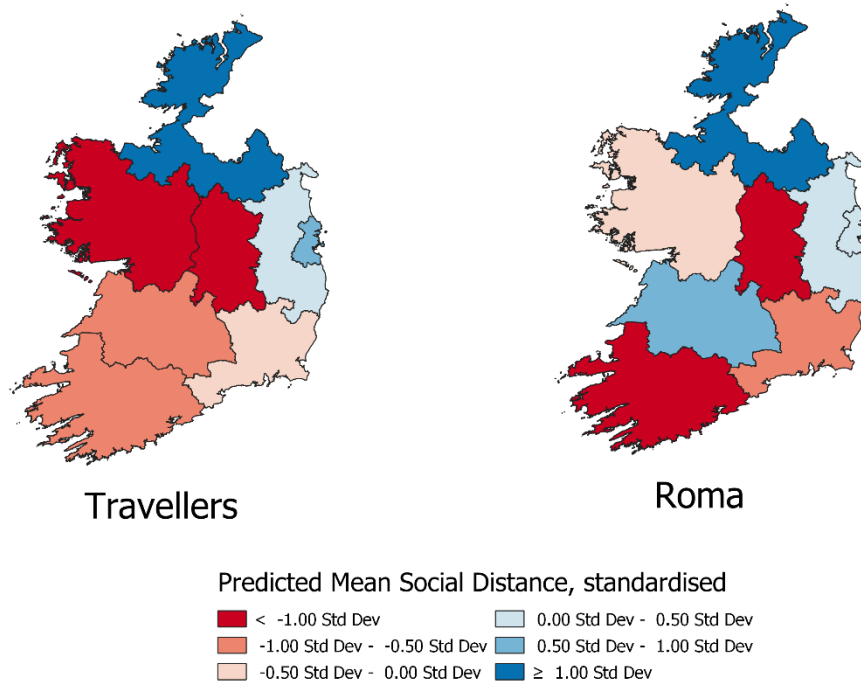 Travellers
Roma
Predicted Mean Social Distance, standardised
< -1.00 Std Dev
0.00 Std Dev - 0.50 Std Dev
-1.00 Std Dev - -0.50 Std Dev
0.50 Std Dev - 1.00 Std Dev
-0.50 Std Dev - 0.00 Std Dev
≥ 1.00 Std Dev